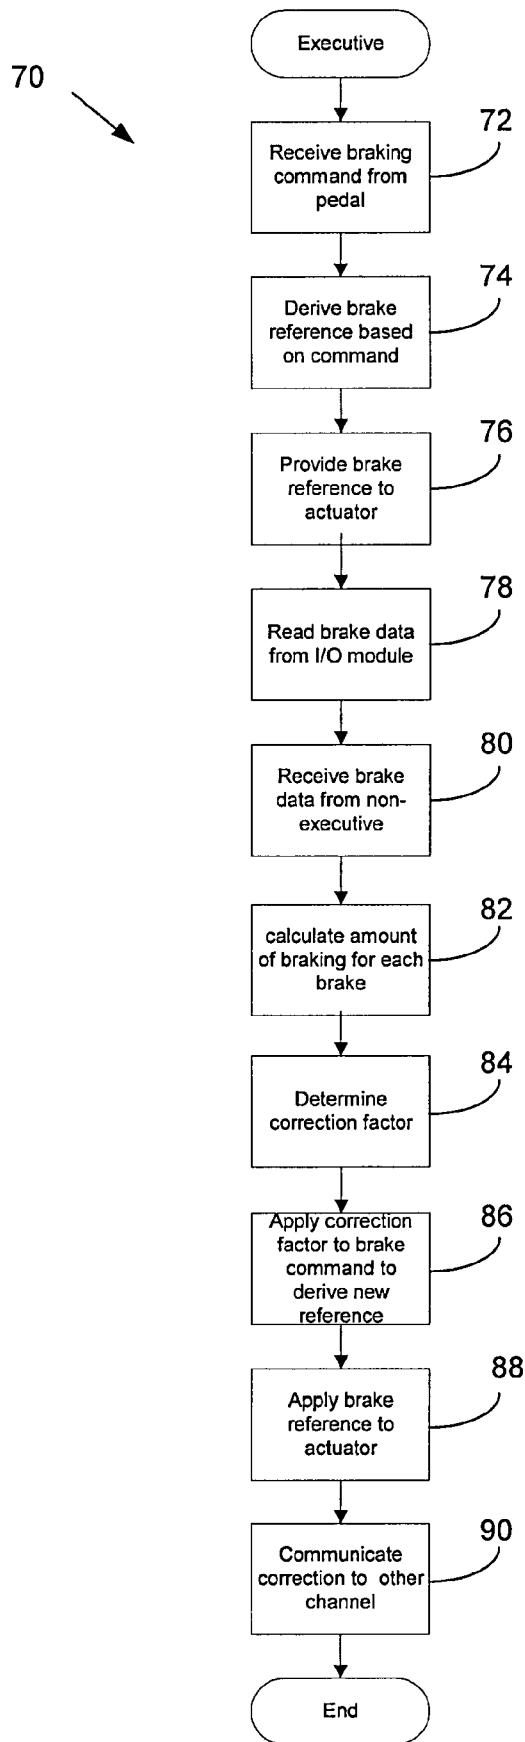 Executive
70
72
Receive braking
command from
pedal
74
Derive brake
reference based
on command
76
Provide brake
reference to
actuator
78
Read brake data
from I/O module
80
Receive brake
data from non-
executive
82
calculate amount
of braking for each
brake
84
Determine
correction factor
86
Apply correction
factor to brake
command to
derive new
reference
88
Apply brake
reference to
actuator
90
Communicate
correction to other
channel
End